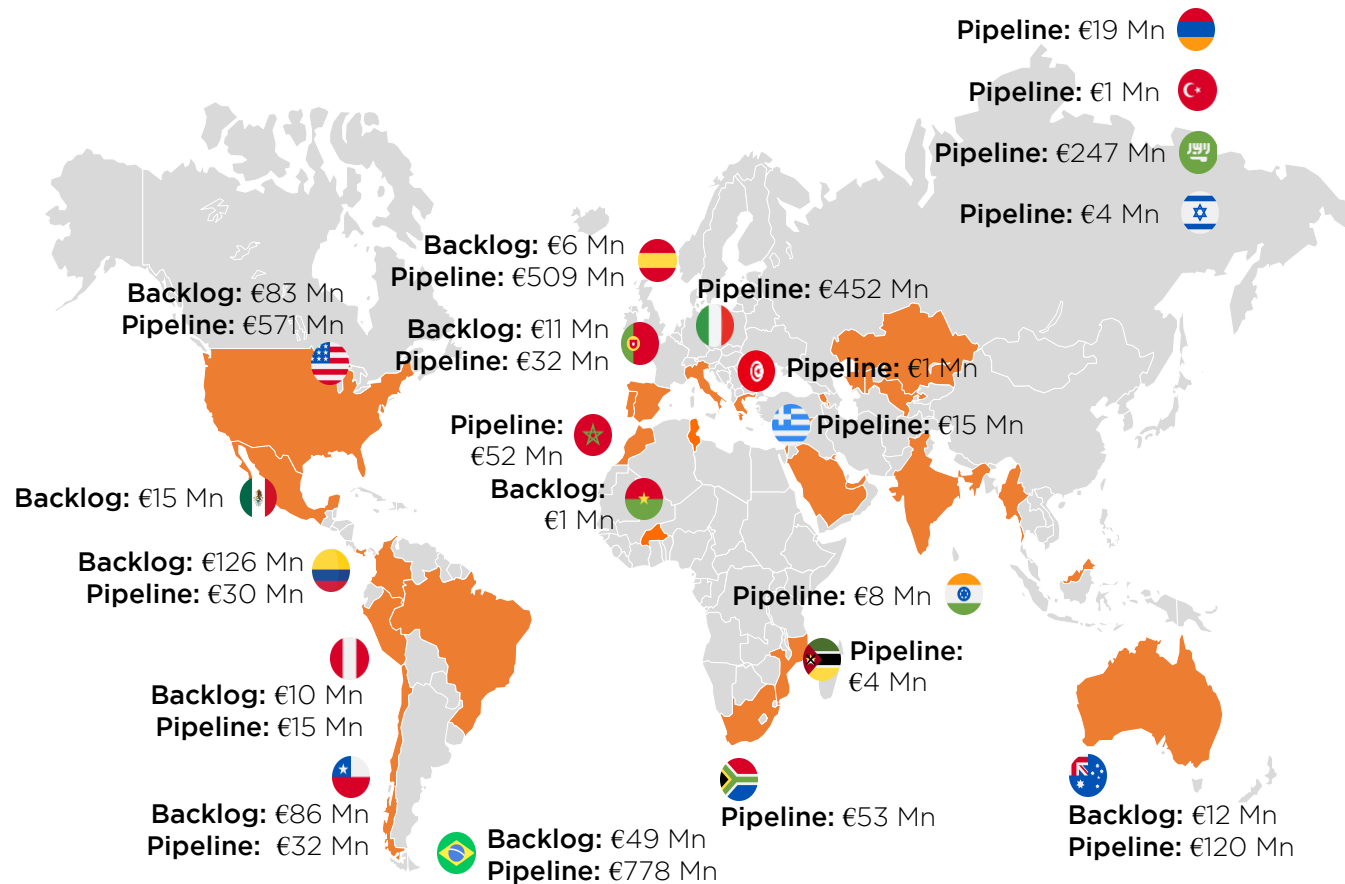 Pipeline: €19 Mn
Pipeline: €1 Mn
Pipeline: €247 Mn
Pipeline: €4 Mn
Backlog: €6 Mn
Pipeline: €509 Mn
Backlog: €83 Mn
Pipeline: €571 Mn
Pipeline: €452 Mn
Backlog: €11 Mn
Pipeline: €32 Mn
Pipeline: €1 Mn
Pipeline:
€52 Mn
Pipeline: €15 Mn
Backlog: €15 Mn
Backlog:
€1 Mn
Backlog: €126 Mn
Pipeline: €30 Mn
Pipeline: €8 Mn
Pipeline:
€4 Mn
Backlog: €10 Mn
Pipeline: €15 Mn
Backlog: €86 Mn
Pipeline: €32 Mn
Pipeline: €53 Mn
Backlog: €12 Mn
Pipeline: €120 Mn
Backlog: €49 Mn
Pipeline: €778 Mn